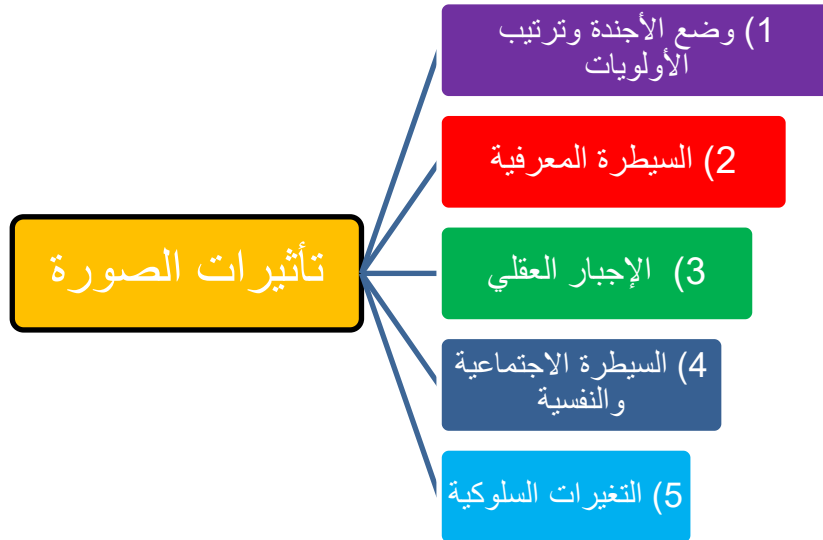 تأثيرات الصورة
1) وضع الأجندة وترتيب
الأولويات
2) السيطرة المعرفية
3) الإجبار العقلي
4) السيطرة الاجتماعية
والنفسية
5) التغيرات السلوكية